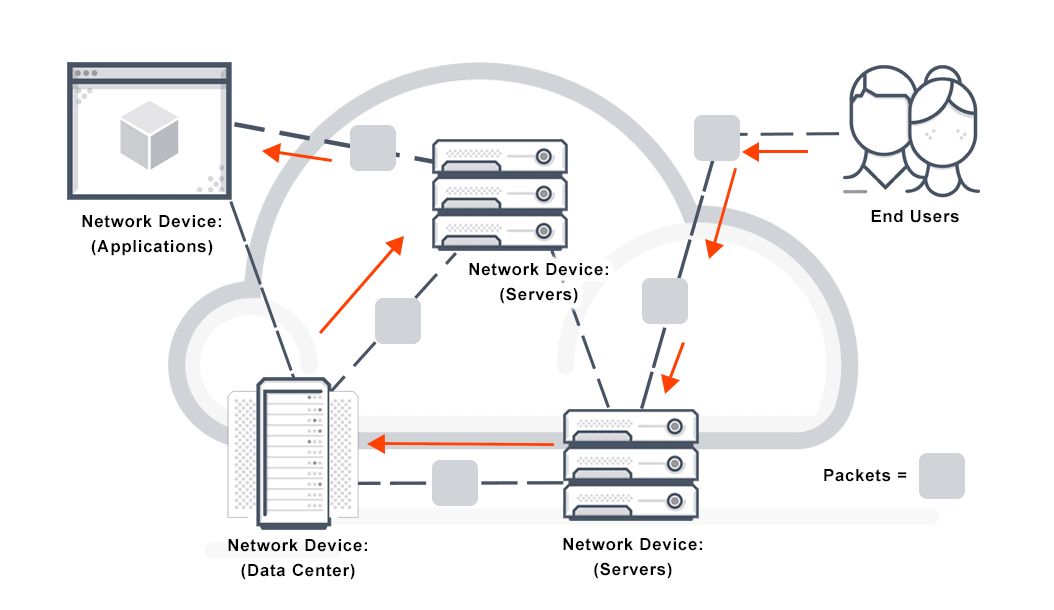 Network Device:
(Applications)
End Users
Network Device:
(Servers)
Packets =
Network Device:
(Data Center)
Network Device:
(Servers)